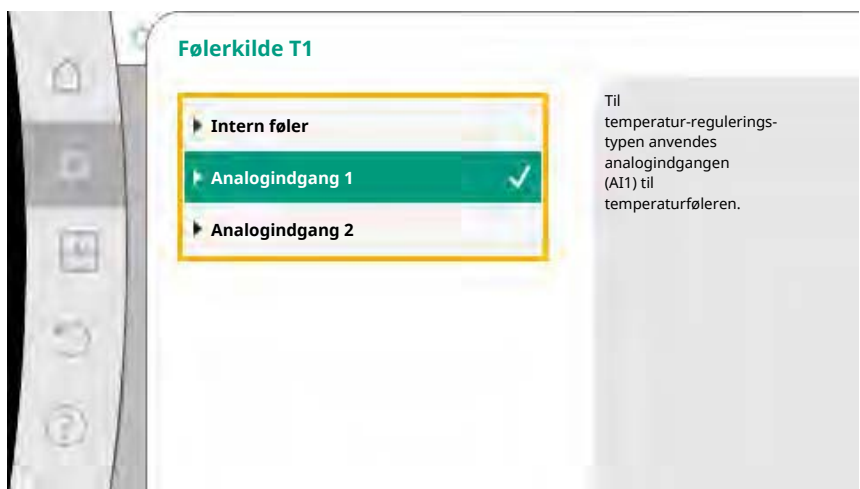 Følerkilde T1
Intern føler
Analogindgang 1
Analogindgang 2
Til
temperatur-regulerings-
typen anvendes
analogindgangen
(AI1) til
temperaturføleren.